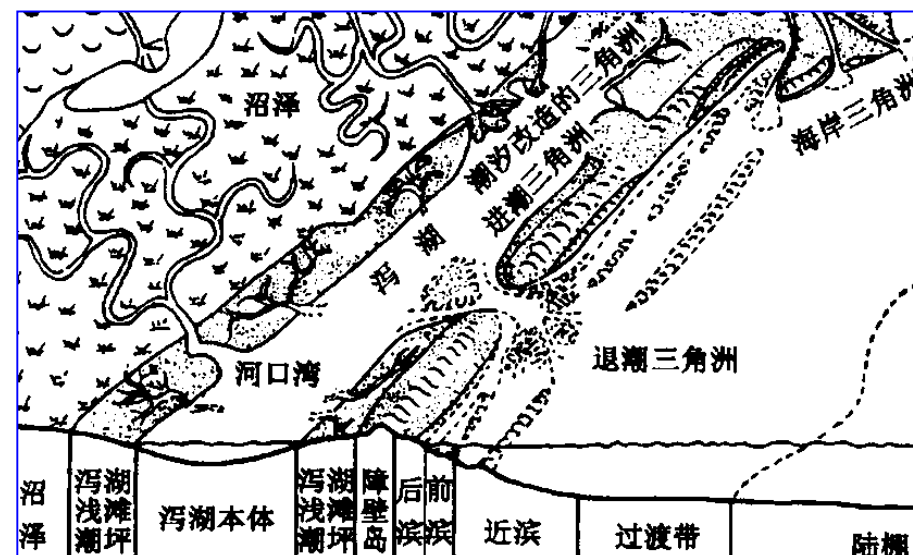 沼泽
潮汐改造的三角洲
进潮三角洲
海岸三角洲
泻湖
河口湾
退潮三角洲
沼泽
泻湖浅滩潮坪
泻湖本体
泻湖浅滩潮坪
障壁岛
后滨
前滨
近滨
过渡带
陆棚